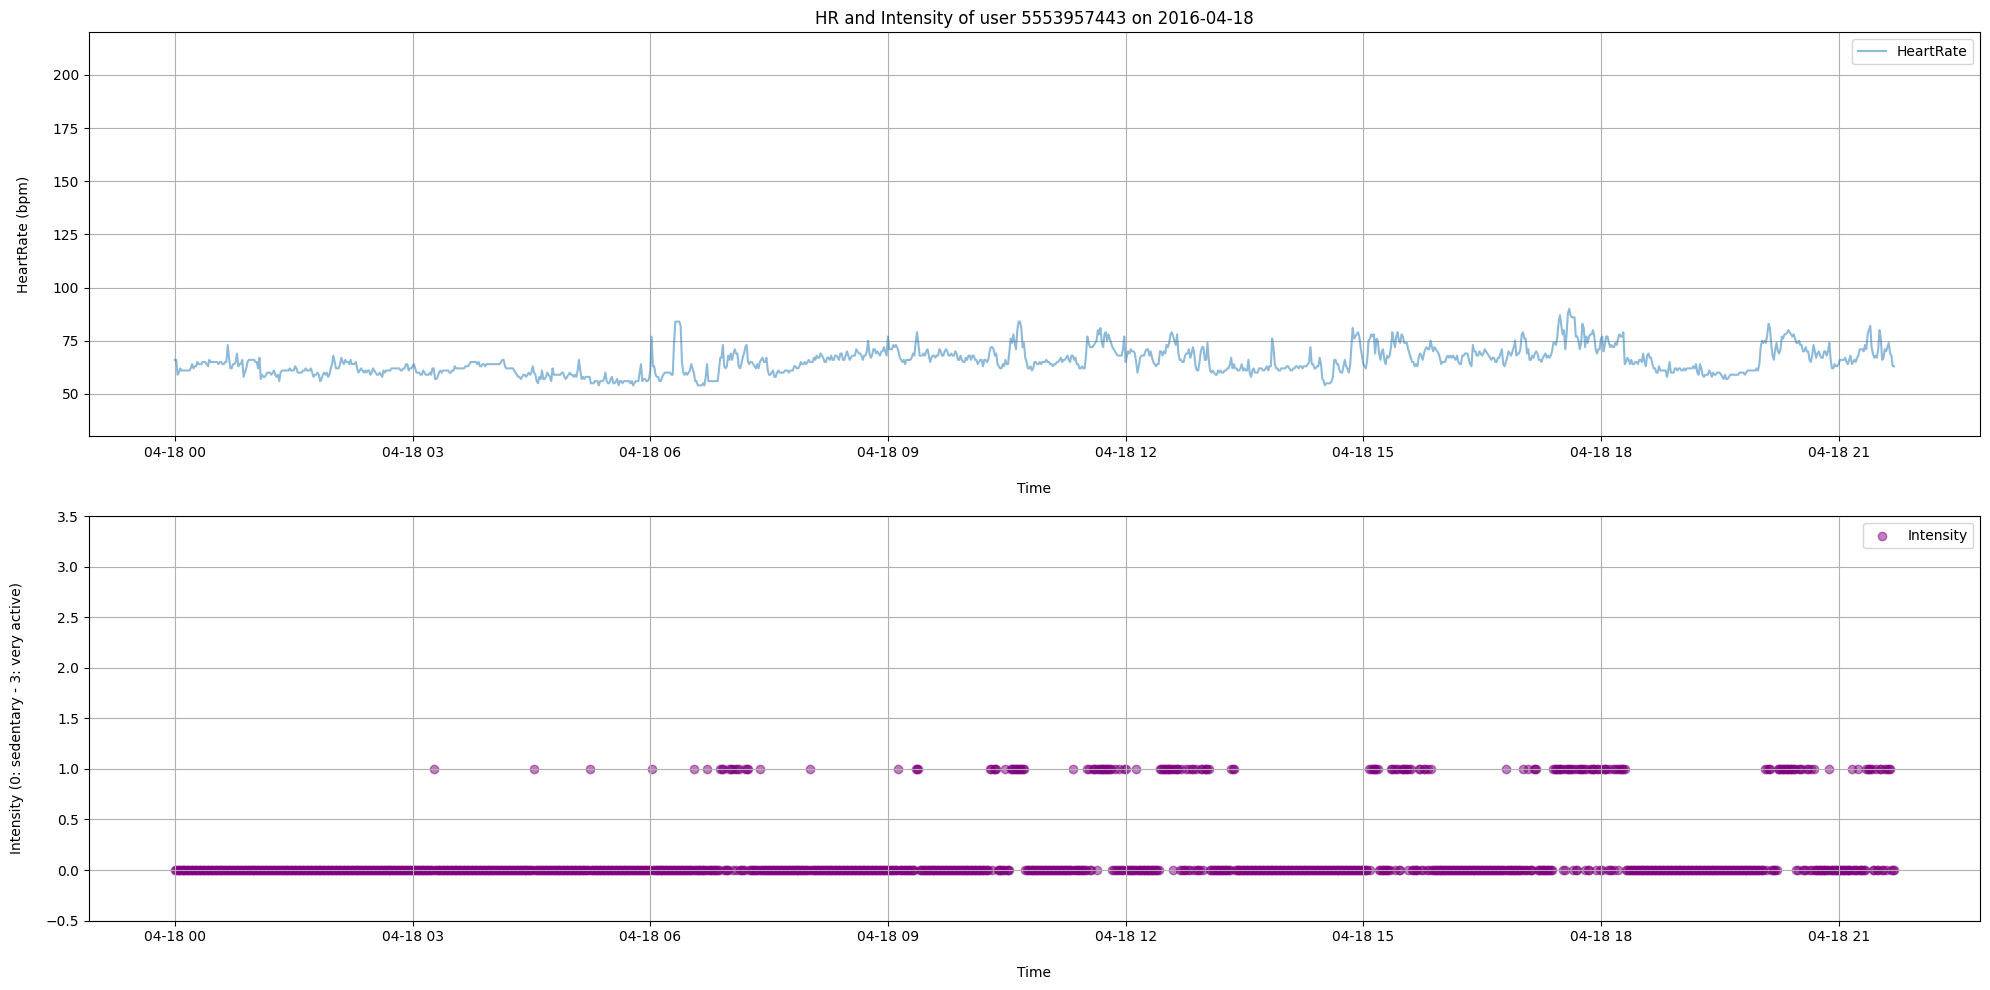 HR and Intensity of user 5553957443 on 2016-04-18
HeartRate
200
175
150
125
100
75
50
HeartRate (bpm)
04-18 00 04-18 03 04-18 06 04-18 09 04-18 12 04-18 15 04-18 18 04-18 21
Time
Intensity
3.5
3.0
2.5
2.0
1.5
1.0
0.5
0.0
−0.5
Intensity (0: sedentary - 3: very active)
04-18 00 04-18 03 04-18 06 04-18 09 04-18 12 04-18 15 04-18 18 04-18 21
Time